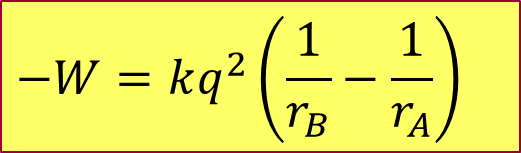 −W = kq² (1/r_B − 1/r_A)